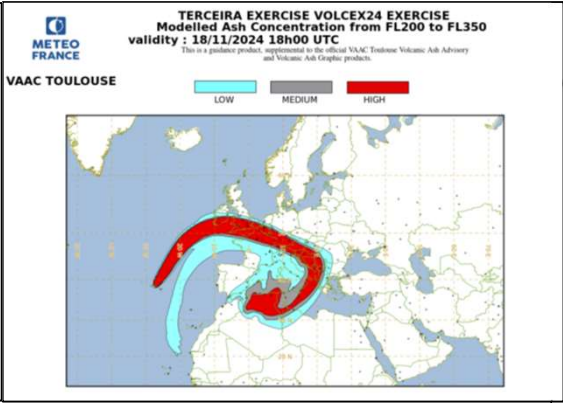 TERCEIRA EXERCISE VOLCEX24 EXERCISE
Modelled Ash Concentration from FL200 to FL350
validity : 18/11/2024 18h00 UTC
This is a guidance product, supplemental to the official VAAC Toulouse Volcanic Ash Advisory
and Volcanic Ash Graphic products.
METEO
FRANCE
VAAC TOULOUSE
LOW
MEDIUM
HIGH